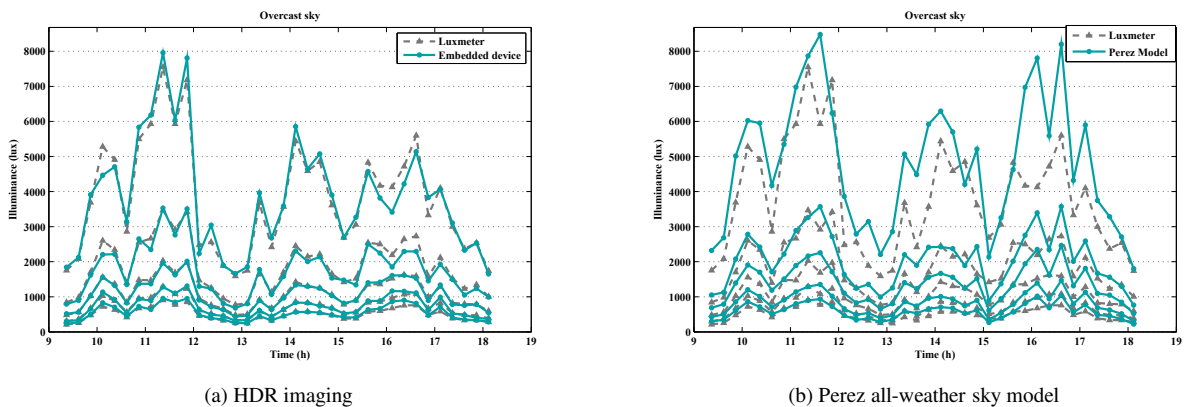 Overcast sky
Luxmeter
Embedded device
8000
7000
6000
5000
4000
3000
2000
1000
0
Illuminance (lux)
9 10 11 12 13 14 15 16 17 18 19
Time (h)
(a) HDR imaging
Overcast sky
Luxmeter
Perez Model
8000
7000
6000
5000
4000
3000
2000
1000
0
Illuminance (lux)
9 10 11 12 13 14 15 16 17 18 19
Time (h)
(b) Perez all-weather sky model